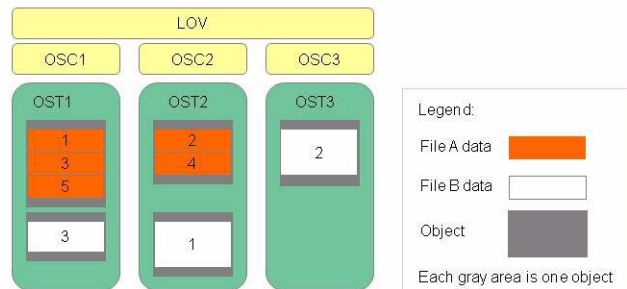 LOV
OSC1
OSC2
OSC3
OST1
OST2
OST3
1
3
5
3
2
4
1
2
Legend:
File A data
File B data
Object
Each gray area is one object